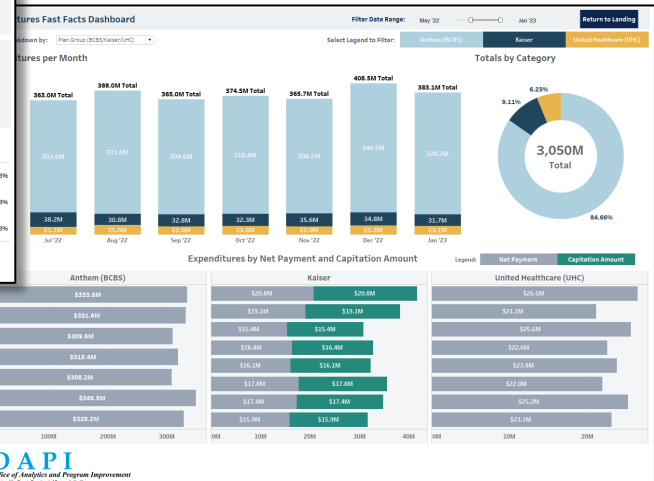 tures Fast Facts Dashboard
Filter Date Range: May '22 Jan '23 Return to Landing
kdown by: Plan Group (BCBS/Kaiser/UHC)
Select Legend to Filter: Anthem (BCBS) Kaiser United Healthcare (UHC)
tures per Month
Totals by Category
363.0M Total 388.0M Total 365.0M Total 374.5M Total 365.7M Total 408.5M Total 383.1M Total
303.6M 331.6M 309.6M 318.4M 308.2M 348.5M 328.2M
38.2M 30.8M 32.8M 32.3M 35.6M 34.8M 31.7M
21.1M 25.6M 22.6M 23.8M 22.0M 25.2M 23.1M
Jul '22 Aug '22 Sep '22 Oct '22 Nov '22 Dec '22 Jan '23
6.23%
9.11%
3,050M
Total
84.66%
Expenditures by Net Payment and Capitation Amount
Legend: Net Payment Capitation Amount
Anthem (BCBS) Kaiser United Healthcare (UHC)
$333.8M $20.8M $20.8M $26.5M
$331.6M $19.1M $19.1M $21.1M
$309.6M $15.4M $15.4M $25.6M
$318.4M $16.4M $16.4M $22.6M
$308.2M $16.1M $16.1M $23.8M
$348.5M $17.8M $17.8M $22.0M
$328.2M $17.4M $17.4M $25.2M
$15.9M $15.9M $23.1M
100M 200M 300M 0M 10M 20M 30M 40M 0M 10M 20M
OAPI
fice of Analytics and Program Improvement